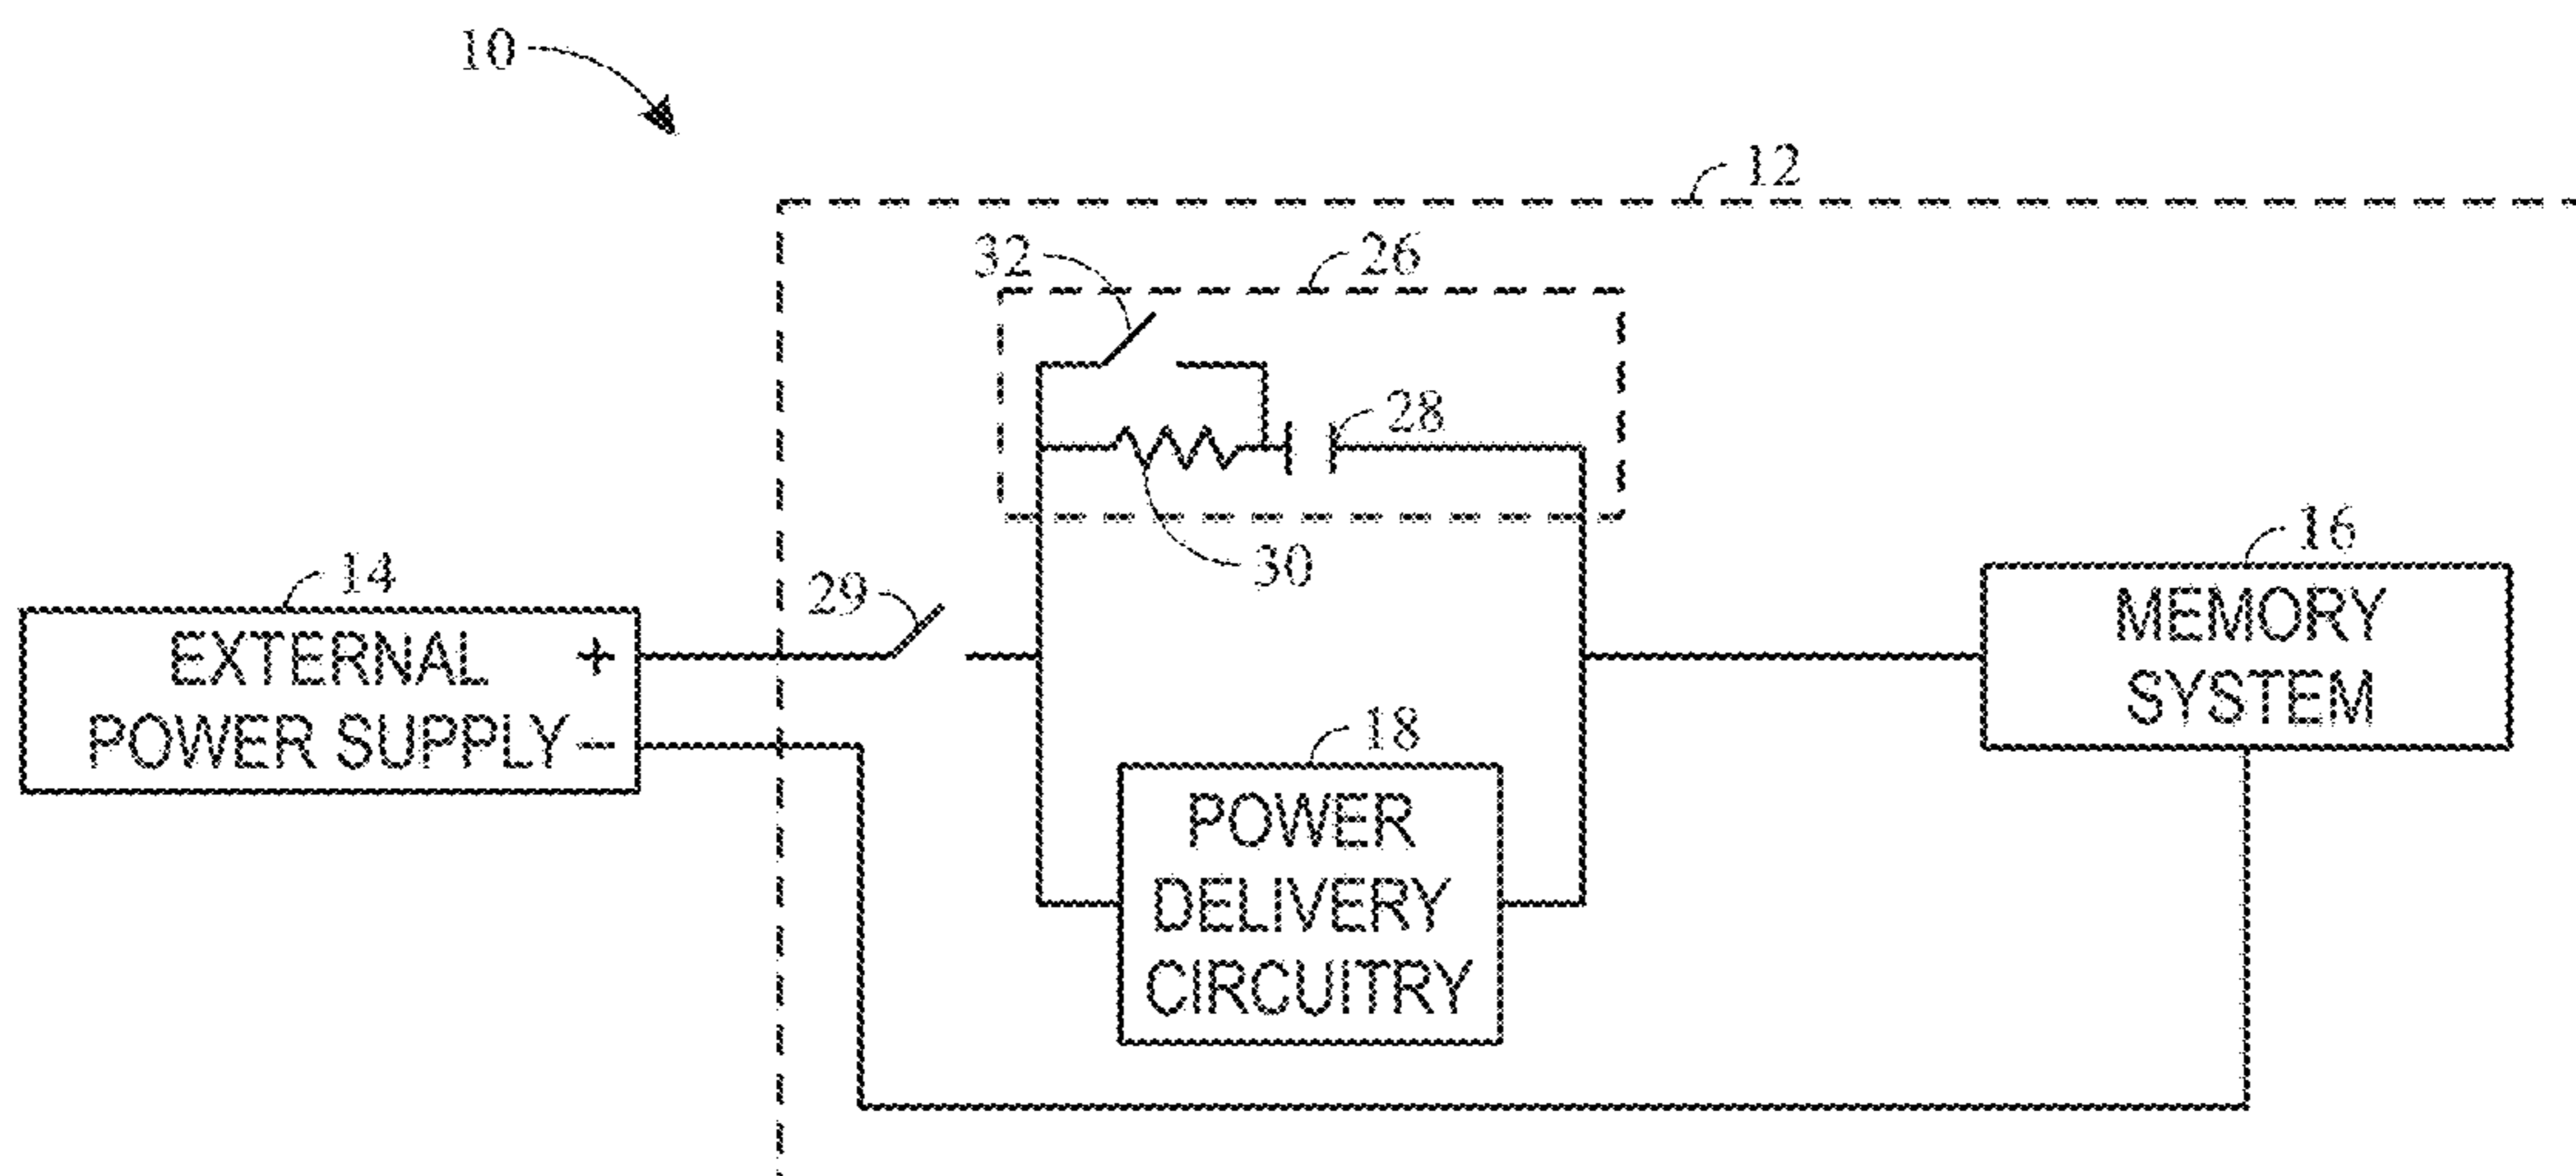 10
12
32
26
28
30
14
29
16
EXTERNAL +
POWER SUPPLY −
MEMORY
SYSTEM
18
POWER
DELIVERY
CIRCUITRY